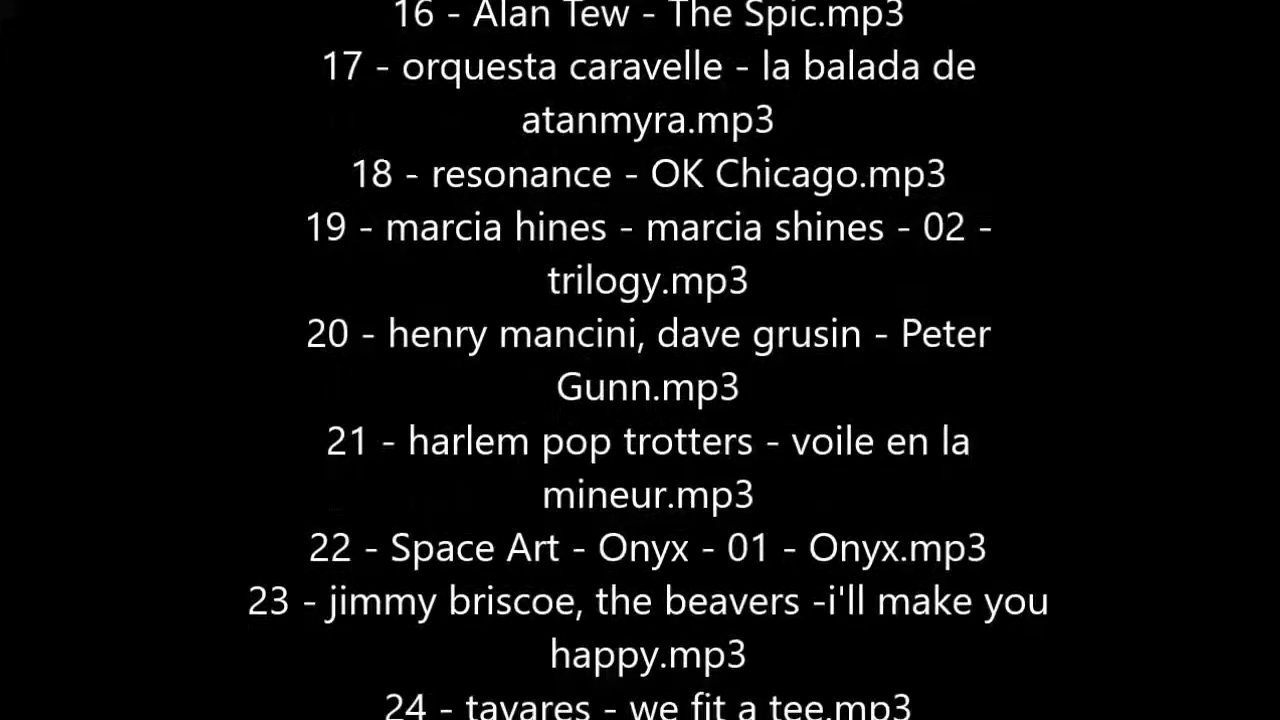 16 - Alan Tew - The Spic.mp3
17 - orquesta caravelle - la balada de
atanmyra.mp3
18 - resonance - OK Chicago.mp3
19 - marcia hines - marcia shines - 02 -
trilogy.mp3
20 - henry mancini, dave grusin - Peter
Gunn.mp3
21 - harlem pop trotters - voile en la
mineur.mp3
22 - Space Art - Onyx - 01 - Onyx.mp3
23 - jimmy briscoe, the beavers -i'll make you
happy.mp3
24 - tavares - we fit a tee.mp3